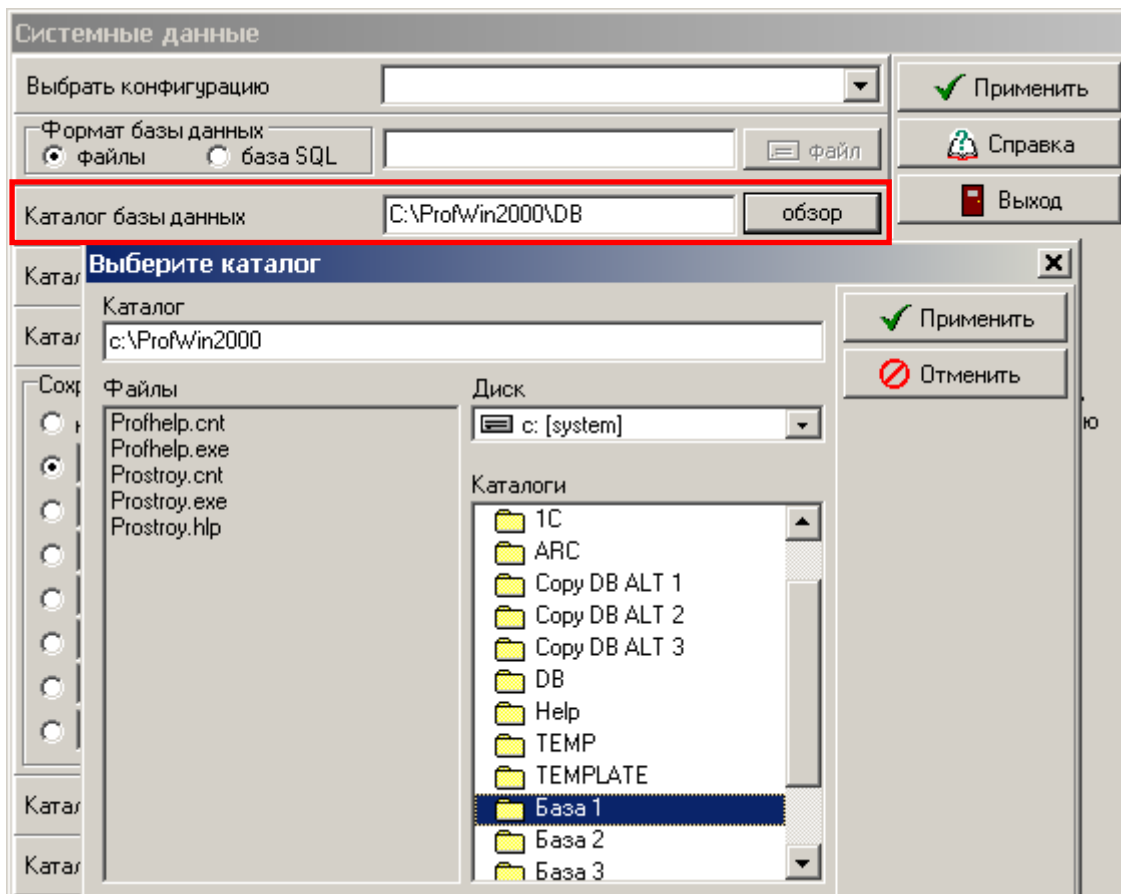 Системные данные
Выбрать конфигурацию
Применить
Формат базы данных
файлы база SQL
файл
Справка
Каталог базы данных
C:\ProfWin2000\DB
обзор
Выход
Выберите каталог
Каталог
c:\ProfWin2000
Применить
Отменить
Файлы
Profhelp.cnt
Profhelp.exe
Prostroy.cnt
Prostroy.exe
Prostroy.hlp
Диск
c: [system]
Каталоги
1C
ARC
Copy DB ALT 1
Copy DB ALT 2
Copy DB ALT 3
DB
Help
TEMP
TEMPLATE
База 1
База 2
База 3